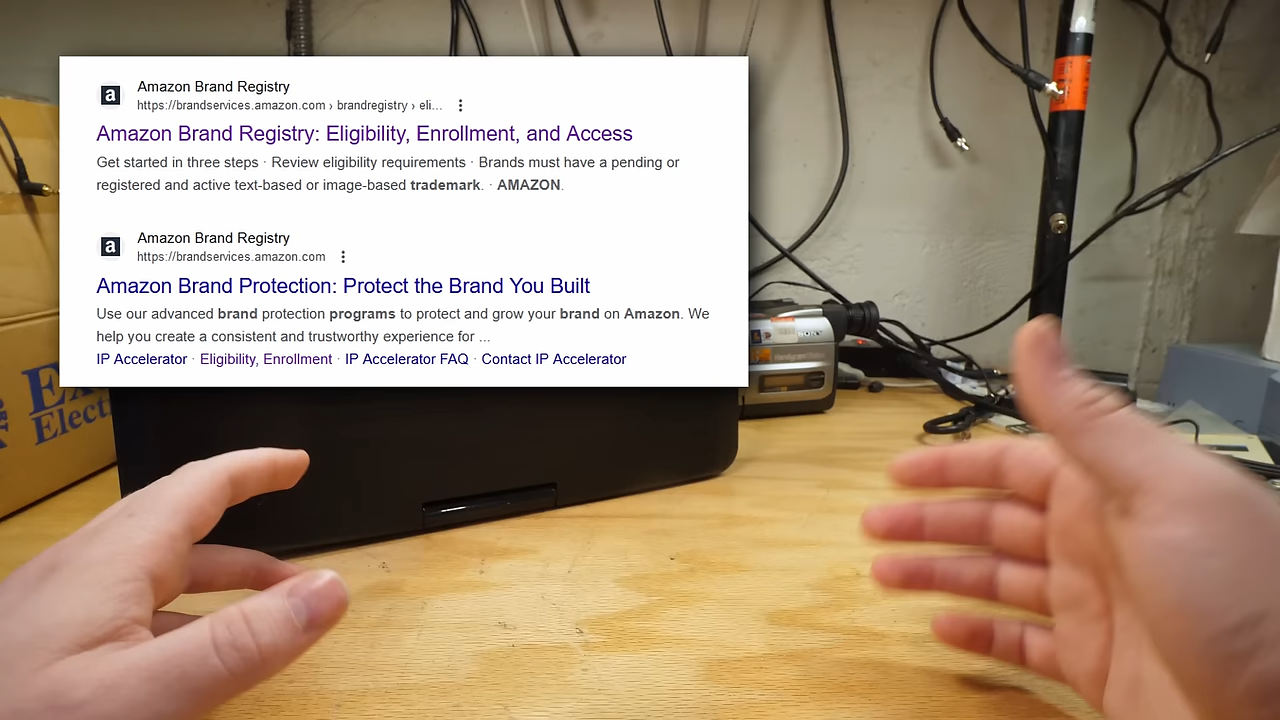 Amazon Brand Registry
https://brandservices.amazon.com › brandregistry › eli...
Amazon Brand Registry: Eligibility, Enrollment, and Access
Get started in three steps · Review eligibility requirements · Brands must have a pending or
registered and active text-based or image-based trademark. · AMAZON.
Amazon Brand Registry
https://brandservices.amazon.com
Amazon Brand Protection: Protect the Brand You Built
Use our advanced brand protection programs to protect and grow your brand on Amazon. We
help you create a consistent and trustworthy experience for ...
IP Accelerator · Eligibility, Enrollment · IP Accelerator FAQ · Contact IP Accelerator
SONY